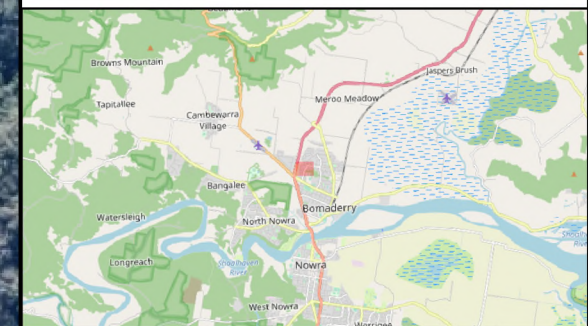 Browns Mountain
Jaspers Brush
Tapitallee
Meroo Meadow
Cambewarra
Village
Bangalee
Bomaderry
Watersleigh
North Nowra
Longreach
Shoalhaven
River
Nowra
West Nowra
Worrigee